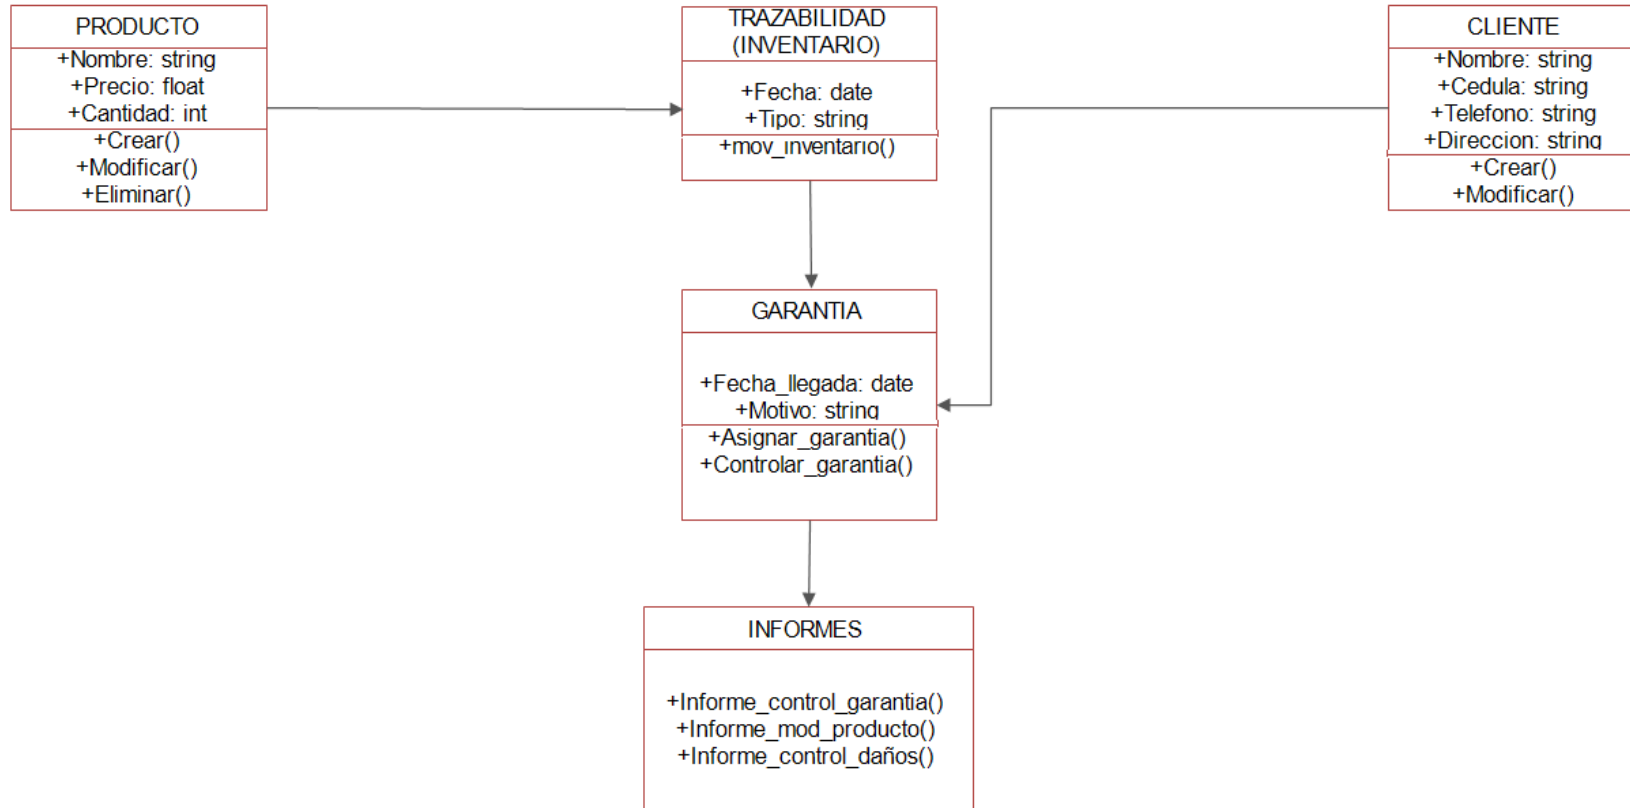 PRODUCTO
+Nombre: string
+Precio: float
+Cantidad: int
+Crear()
+Modificar()
+Eliminar()
TRAZABILIDAD
(INVENTARIO)
+Fecha: date
+Tipo: string
+mov_inventario()
CLIENTE
+Nombre: string
+Cedula: string
+Telefono: string
+Direccion: string
+Crear()
+Modificar()
GARANTIA
+Fecha_llegada: date
+Motivo: string
+Asignar_garantia()
+Controlar_garantia()
INFORMES
+Informe_control_garantia()
+Informe_mod_producto()
+Informe_control_daños()